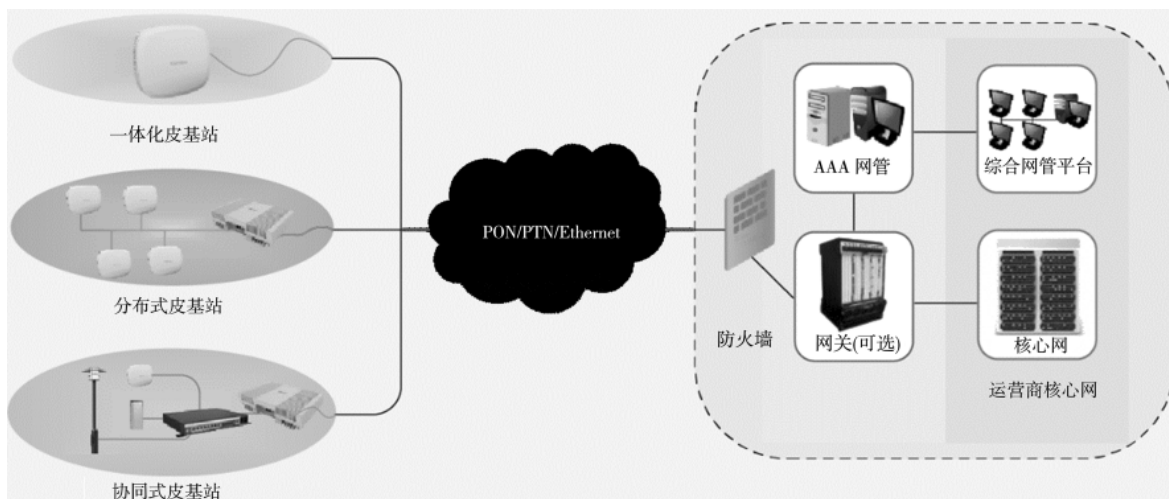 一体化皮基站
分布式皮基站
协同式皮基站
PON/PTN/Ethernet
防火墙
AAA 网管
综合网管平台
网关(可选)
核心网
运营商核心网